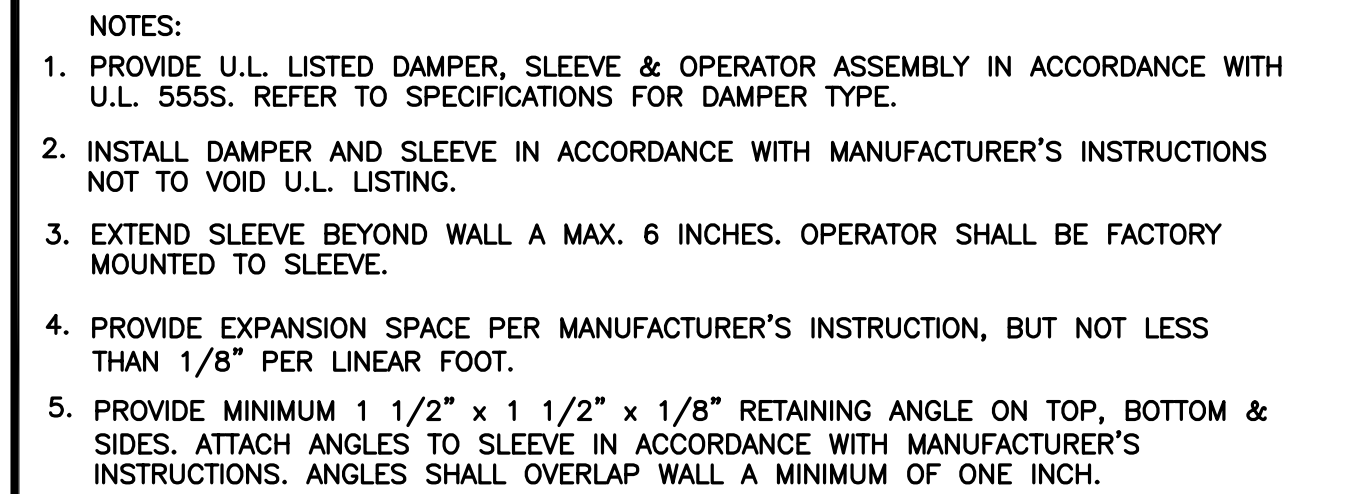 NOTES:
1. PROVIDE U.L. LISTED DAMPER, SLEEVE & OPERATOR ASSEMBLY IN ACCORDANCE WITH
U.L. 555S. REFER TO SPECIFICATIONS FOR DAMPER TYPE.
2. INSTALL DAMPER AND SLEEVE IN ACCORDANCE WITH MANUFACTURER'S INSTRUCTIONS
NOT TO VOID U.L. LISTING.
3. EXTEND SLEEVE BEYOND WALL A MAX. 6 INCHES. OPERATOR SHALL BE FACTORY
MOUNTED TO SLEEVE.
4. PROVIDE EXPANSION SPACE PER MANUFACTURER'S INSTRUCTION, BUT NOT LESS
THAN 1/8" PER LINEAR FOOT.
5. PROVIDE MINIMUM 1 1/2" x 1 1/2" x 1/8" RETAINING ANGLE ON TOP, BOTTOM &
SIDES. ATTACH ANGLES TO SLEEVE IN ACCORDANCE WITH MANUFACTURER'S
INSTRUCTIONS. ANGLES SHALL OVERLAP WALL A MINIMUM OF ONE INCH.